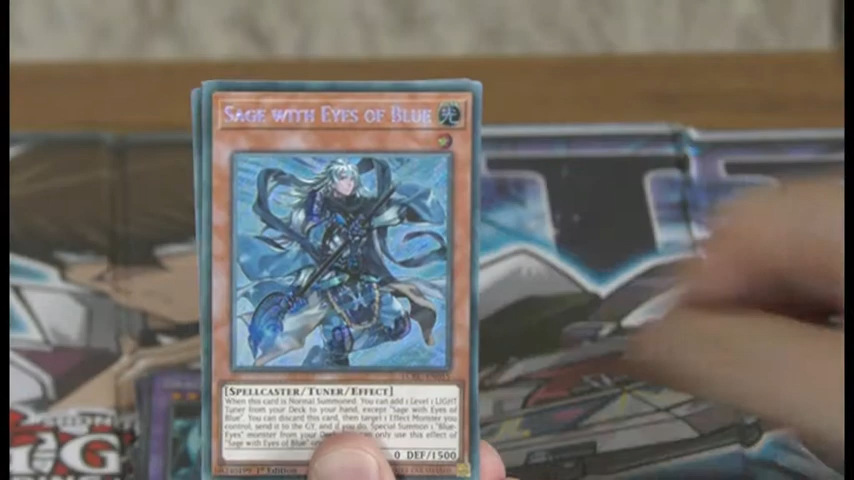 SAGE WITH EYES OF BLUE
光
[SPELLCASTER/TUNER/EFFECT]
When this card is Normal Summoned: You can add 1 Level 1 LIGHT
Tuner from your Deck to your hand, except "Sage with Eyes of
Blue". You can discard this card, then target 1 Effect Monster you
control; send it to the GY, and if you do, Special Summon 1 "Blue-
Eyes" monster from your Deck. only use this effect of
"Sage with Eyes of Blue"
0 DEF/1500
1st Edition